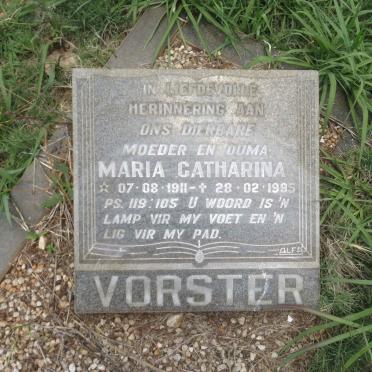 IN LIEFDEVOLLE
HERINNERING AAN
ONS DIERBARE
MOEDER EN OUMA
MARIA CATHARINA
☆ 07-08-1911-✝ 28-02-1995
PS. 119:105 U WOORD IS 'N
LAMP VIR MY VOET EN 'N
LIG VIR MY PAD.
VORSTER